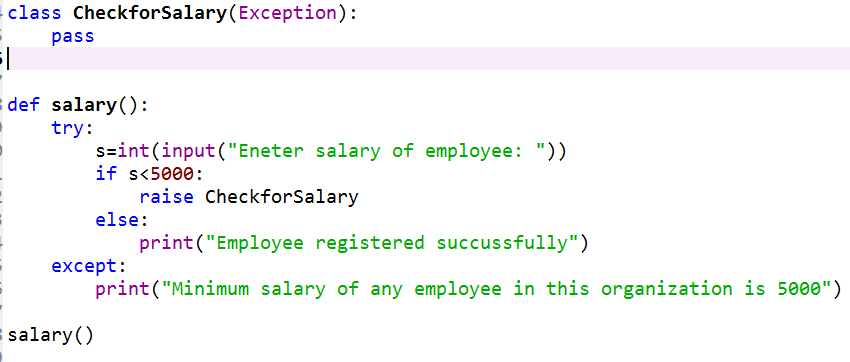 class CheckforSalary(Exception):
    pass
def salary():
    try:
        s=int(input("Eneter salary of employee: "))
        if s<5000:
            raise CheckforSalary
        else:
            print("Employee registered succussfully")
    except:
        print("Minimum salary of any employee in this organization is 5000")
salary()